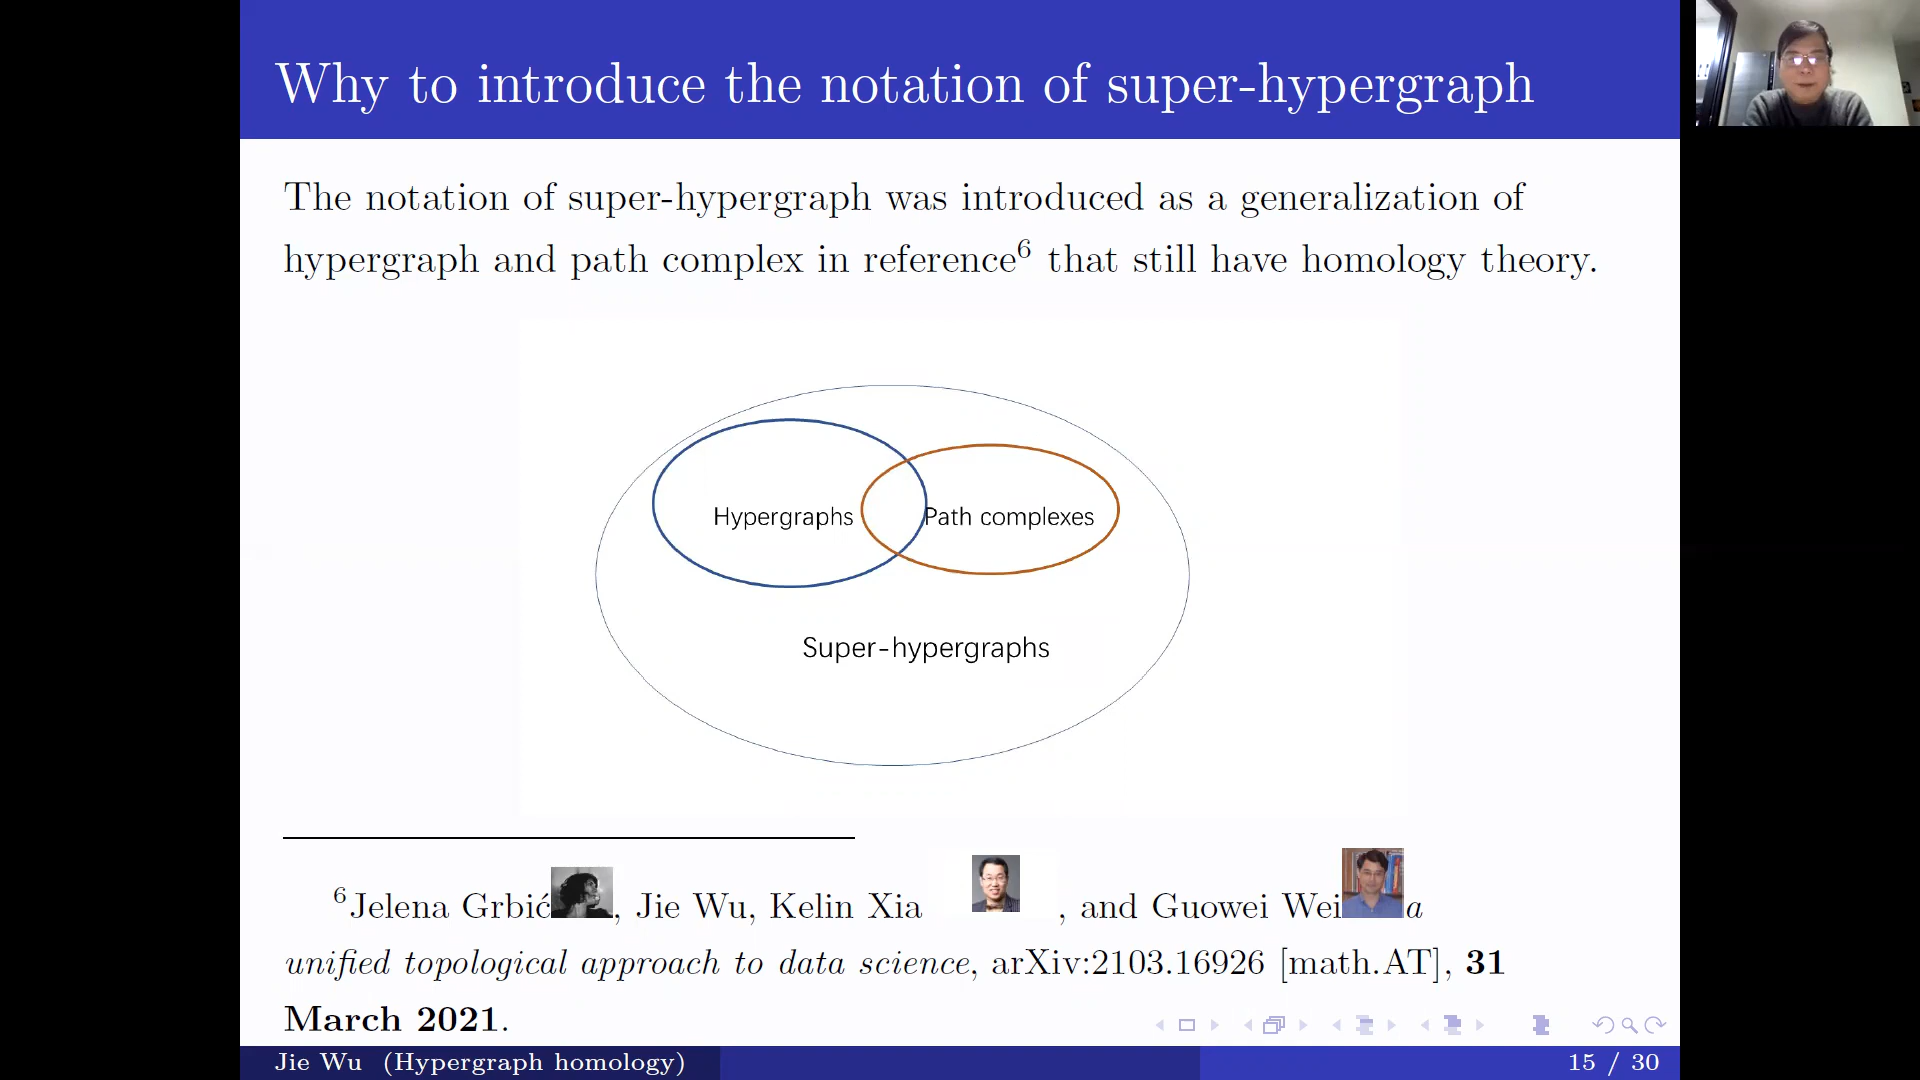 Why to introduce the notation of super-hypergraph
The notation of super-hypergraph was introduced as a generalization of
hypergraph and path complex in reference⁶ that still have homology theory.
Hypergraphs
Path complexes
Super-hypergraphs
⁶Jelena Grbić, Jie Wu, Kelin Xia, and Guowei Wei a
unified topological approach to data science, arXiv:2103.16926 [math.AT], 31
March 2021.
Jie Wu (Hypergraph homology)
15 / 30